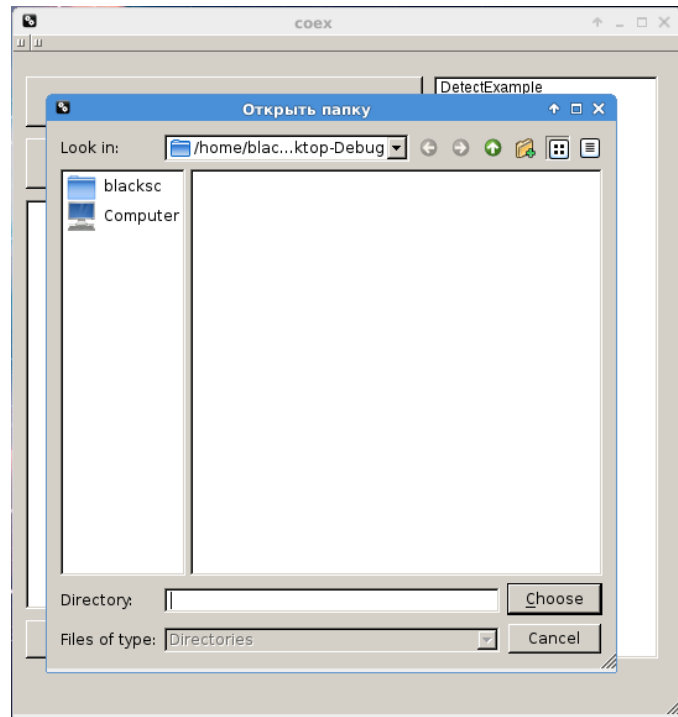 coex
DetectExample
Открыть папку
Look in: /home/blac...ktop-Debug
blacksc
Computer
Directory:
Choose
Files of type: Directories
Cancel